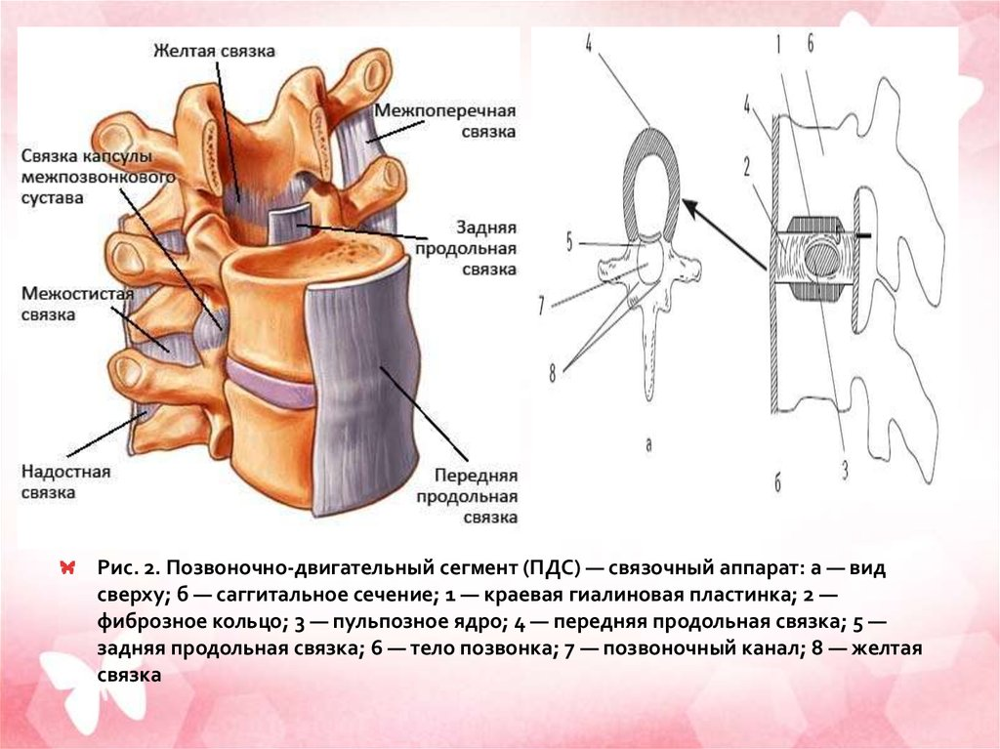 Желтая связка
Межпоперечная
связка
Связка капсулы
межпозвонкового
сустава
Задняя
продольная
связка
Межостистая
связка
Надостная
связка
Передняя
продольная
связка
4
5
7
8
а
1 6
4
2
3
б
Рис. 2. Позвоночно-двигательный сегмент (ПДС) — связочный аппарат: а — вид
сверху; б — саггитальное сечение; 1 — краевая гиалиновая пластинка; 2 —
фиброзное кольцо; 3 — пульпозное ядро; 4 — передняя продольная связка; 5 —
задняя продольная связка; 6 — тело позвонка; 7 — позвоночный канал; 8 — желтая
связка